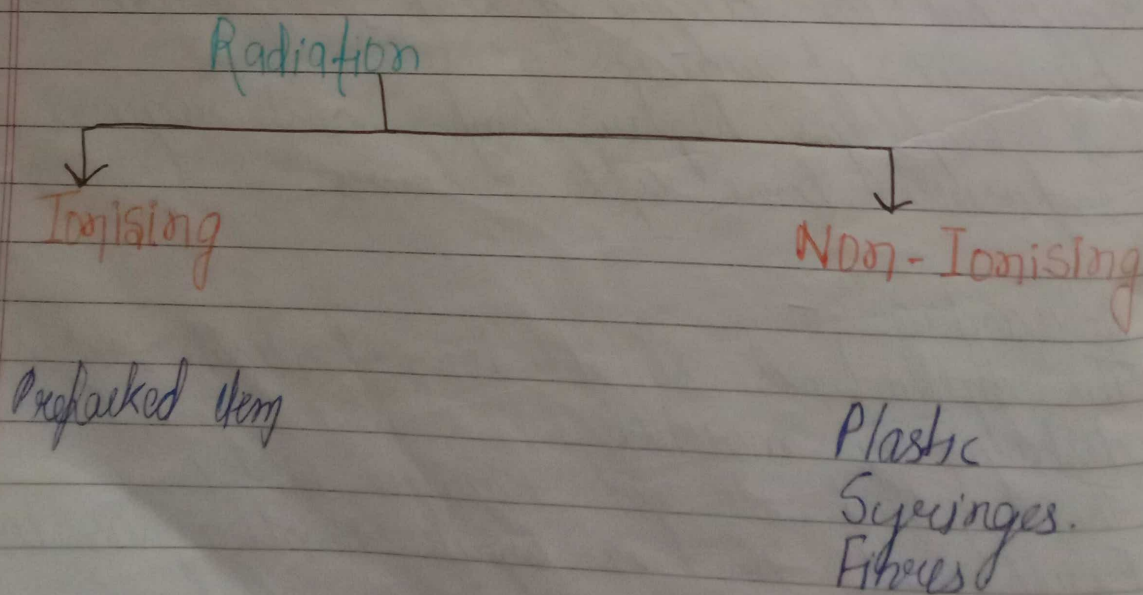 Radiation
Ionising
Non-Ionising
Prepacked item
Plastic
Syringes.
Fibres